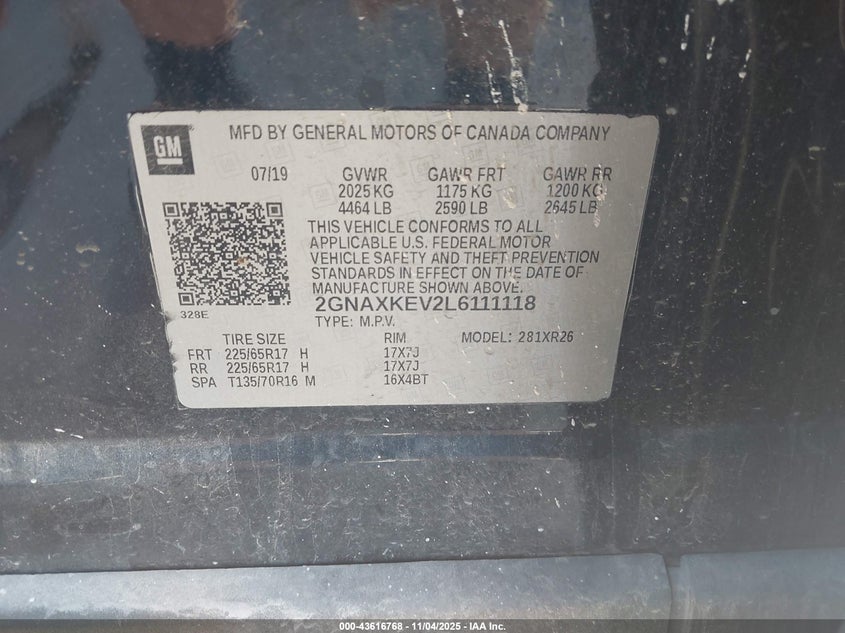 GM
MFD BY GENERAL MOTORS OF CANADA COMPANY
07/19 GVWR GAWR FRT GAWR RR
2025 KG 1175 KG 1200 KG
4464 LB 2590 LB 2645 LB
THIS VEHICLE CONFORMS TO ALL
APPLICABLE U.S. FEDERAL MOTOR
VEHICLE SAFETY AND THEFT PREVENTION
STANDARDS IN EFFECT ON THE DATE OF
MANUFACTURE SHOWN ABOVE.
328E
2GNAXKEV2L6111118
TYPE: M.P.V.
TIRE SIZE RIM MODEL: 281XR26
FRT 225/65R17 H 17X7J
RR 225/65R17 H 17X7J
SPA T135/70R16 M 16X4BT
000-43616768 - 11/04/2025 - IAA Inc.